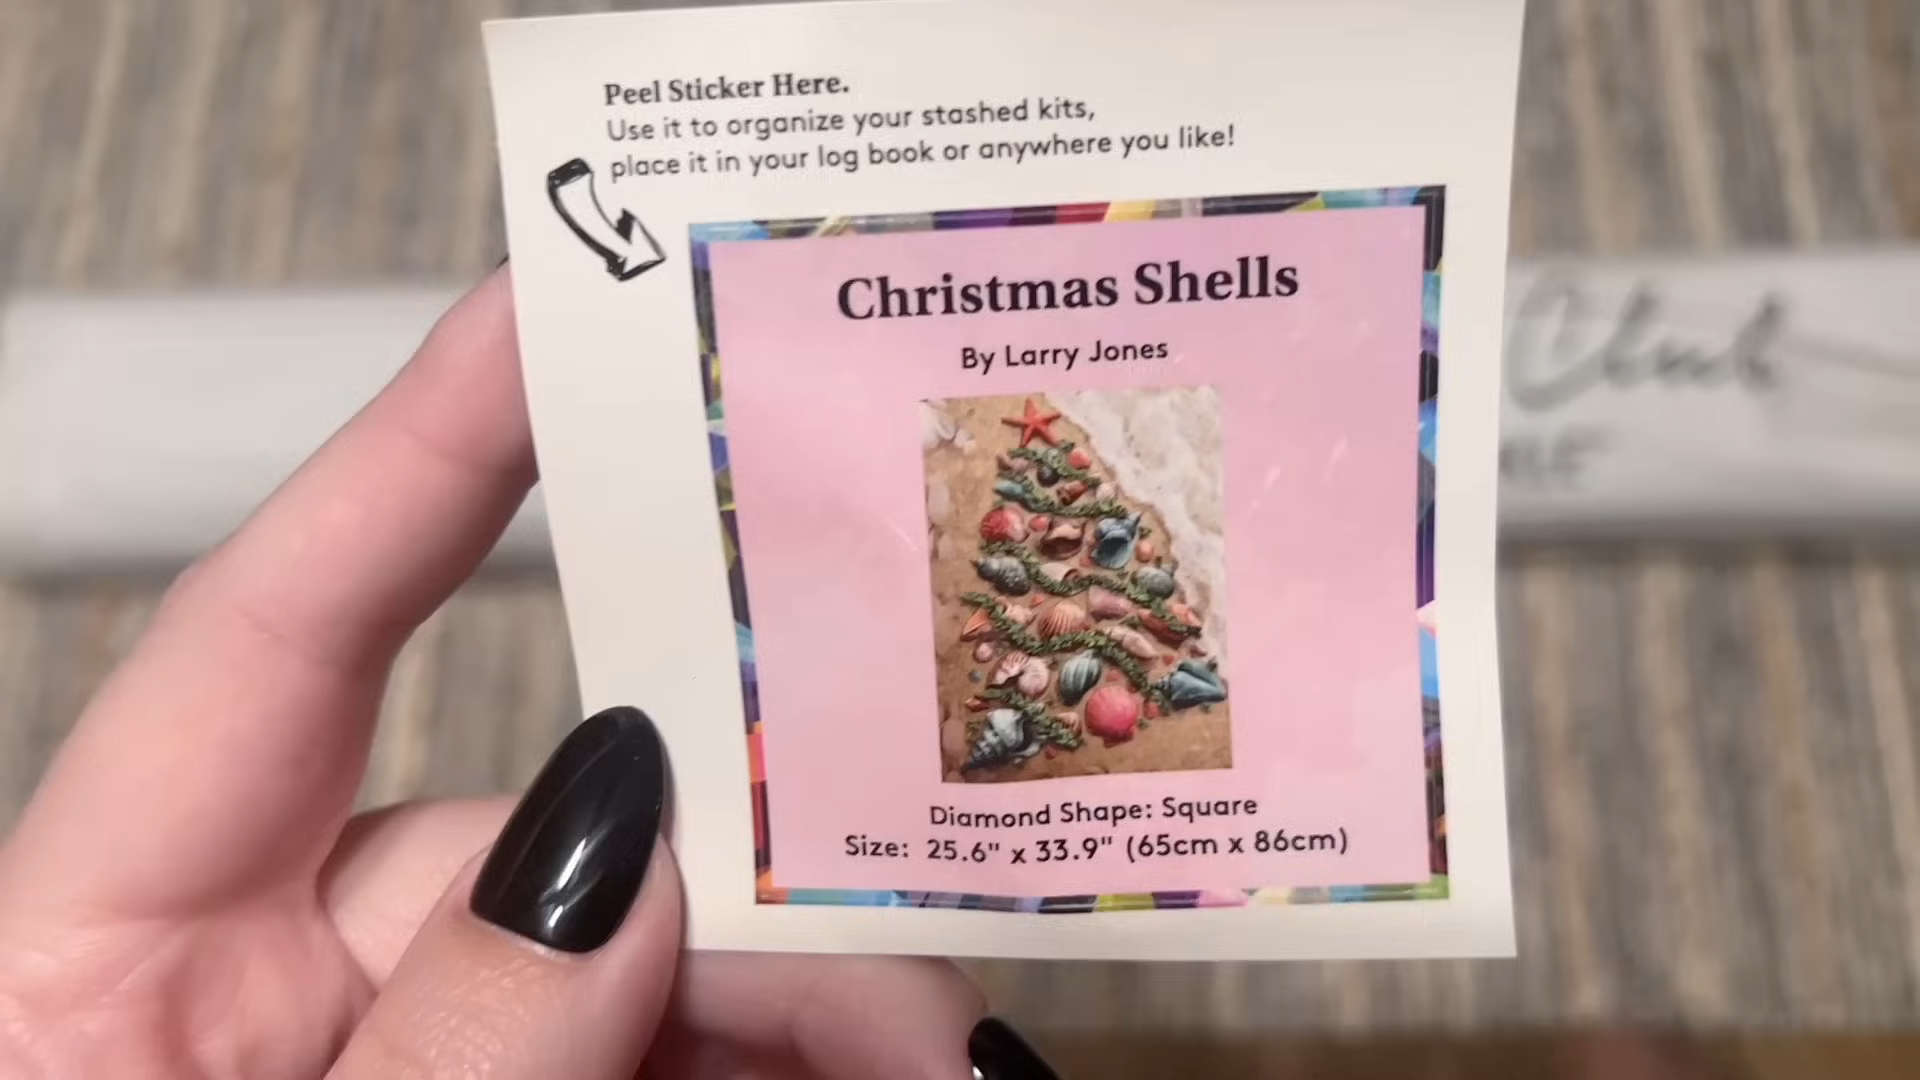 Peel Sticker Here.
Use it to organize your stashed kits,
place it in your log book or anywhere you like!
Christmas Shells
By Larry Jones
Diamond Shape: Square
Size: 25.6" x 33.9" (65cm x 86cm)
Club